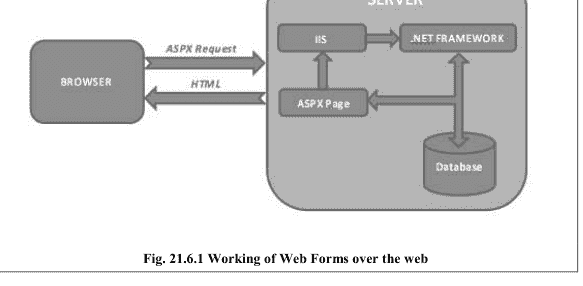 SERVER
ASPX Request
IIS
.NET FRAMEWORK
BROWSER
HTML
ASPX Page
Database
Fig. 21.6.1 Working of Web Forms over the web